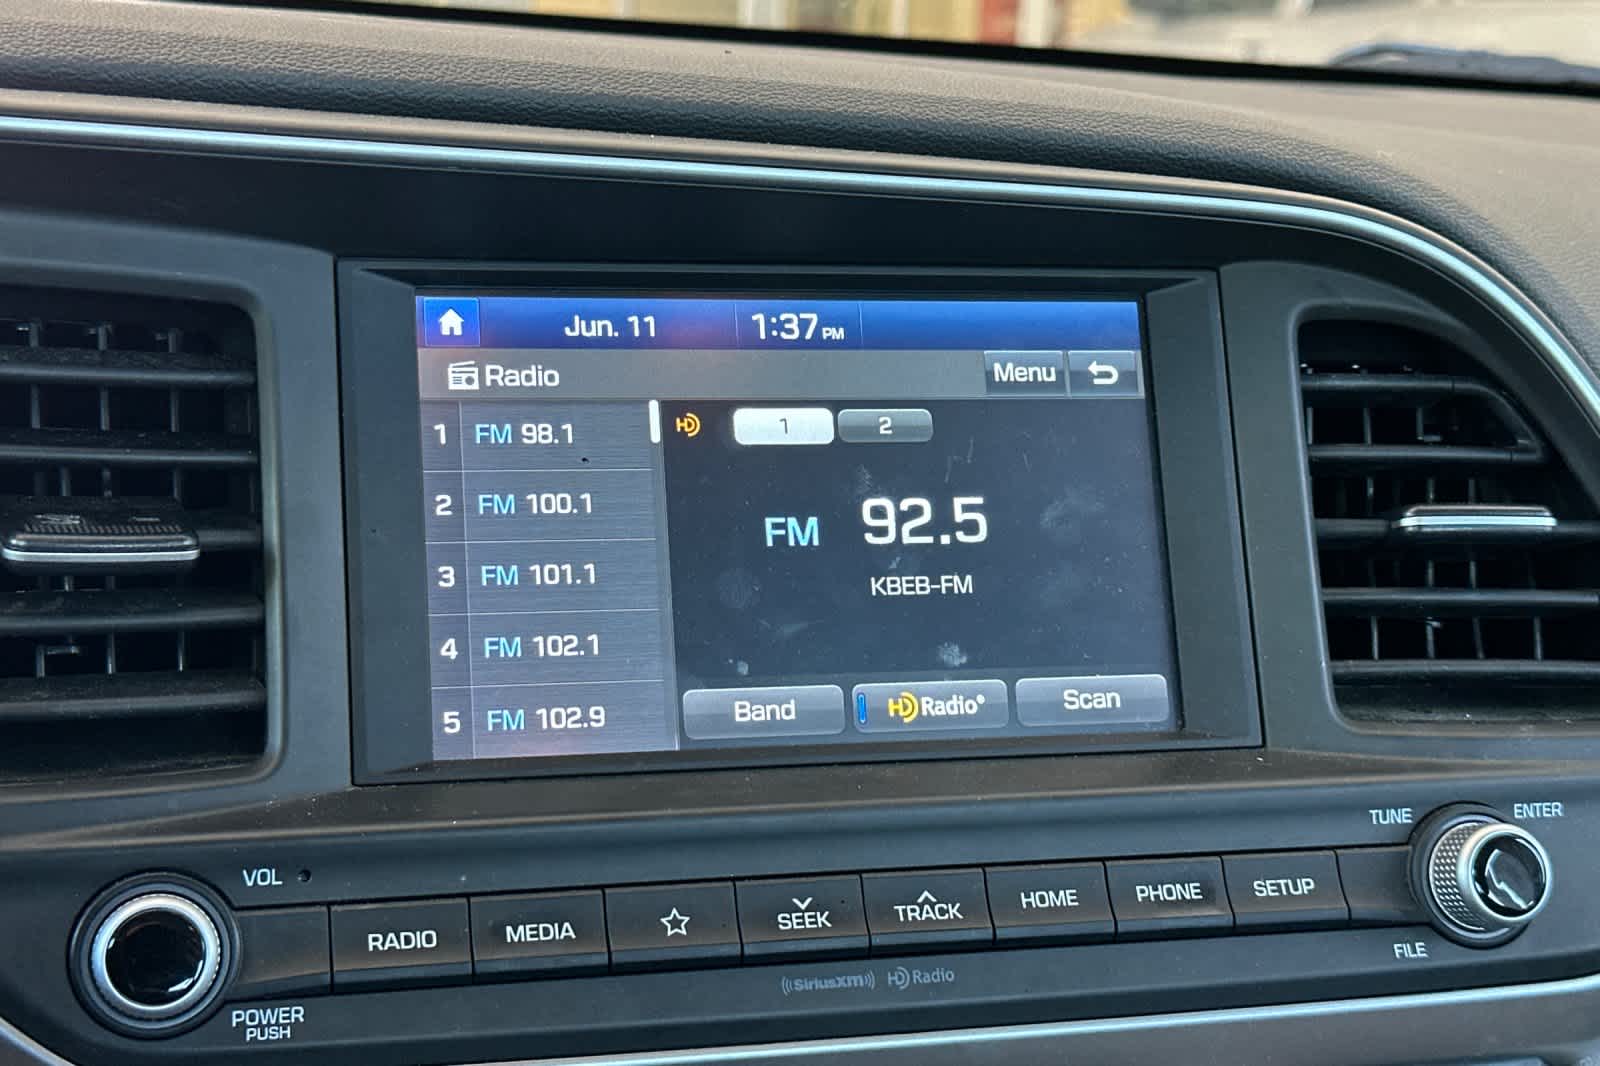 Jun. 11 1:37 PM
Radio Menu
1 FM 98.1
2 FM 100.1
3 FM 101.1
4 FM 102.1
5 FM 102.9
HD 1 2
FM 92.5
KBEB-FM
Band HD Radio® Scan
VOL
POWER
PUSH
RADIO MEDIA SEEK TRACK HOME PHONE SETUP
((SiriusXM)) HD Radio
TUNE ENTER
FILE